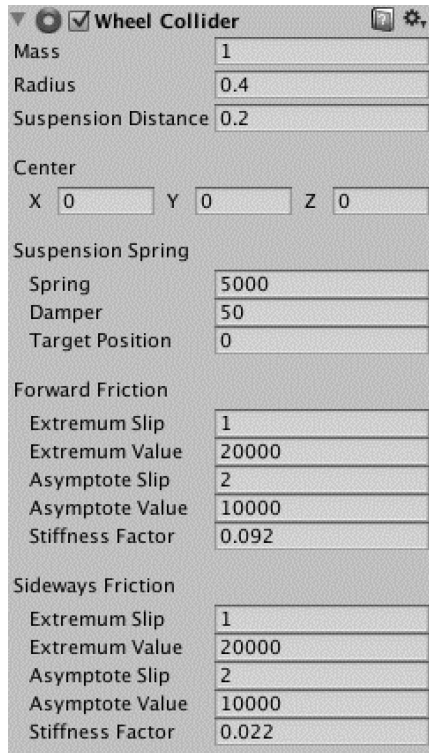 Wheel Collider
Mass 1
Radius 0.4
Suspension Distance 0.2
Center
X 0 Y 0 Z 0
Suspension Spring
Spring 5000
Damper 50
Target Position 0
Forward Friction
Extremum Slip 1
Extremum Value 20000
Asymptote Slip 2
Asymptote Value 10000
Stiffness Factor 0.092
Sideways Friction
Extremum Slip 1
Extremum Value 20000
Asymptote Slip 2
Asymptote Value 10000
Stiffness Factor 0.022